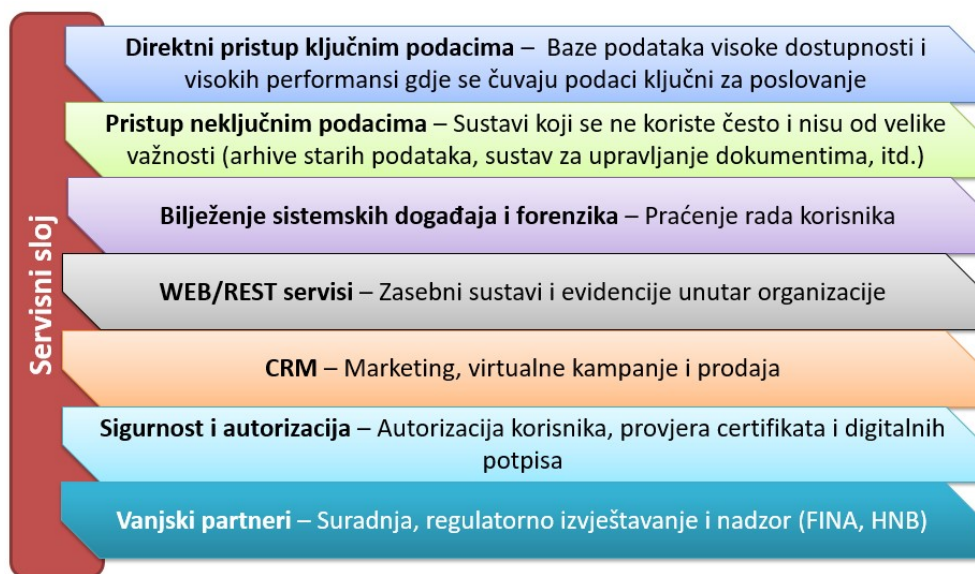 Servisni sloj
Direktni pristup ključnim podacima – Baze podataka visoke dostupnosti i
visokih performansi gdje se čuvaju podaci ključni za poslovanje
Pristup neključnim podacima – Sustavi koji se ne koriste često i nisu od velike
važnosti (arhive starih podataka, sustav za upravljanje dokumentima, itd.)
Bilježenje sistemskih događaja i forenzika – Praćenje rada korisnika
WEB/REST servisi – Zasebni sustavi i evidencije unutar organizacije
CRM – Marketing, virtualne kampanje i prodaja
Sigurnost i autorizacija – Autorizacija korisnika, provjera certifikata i digitalnih
potpisa
Vanjski partneri – Suradnja, regulatorno izvještavanje i nadzor (FINA, HNB)